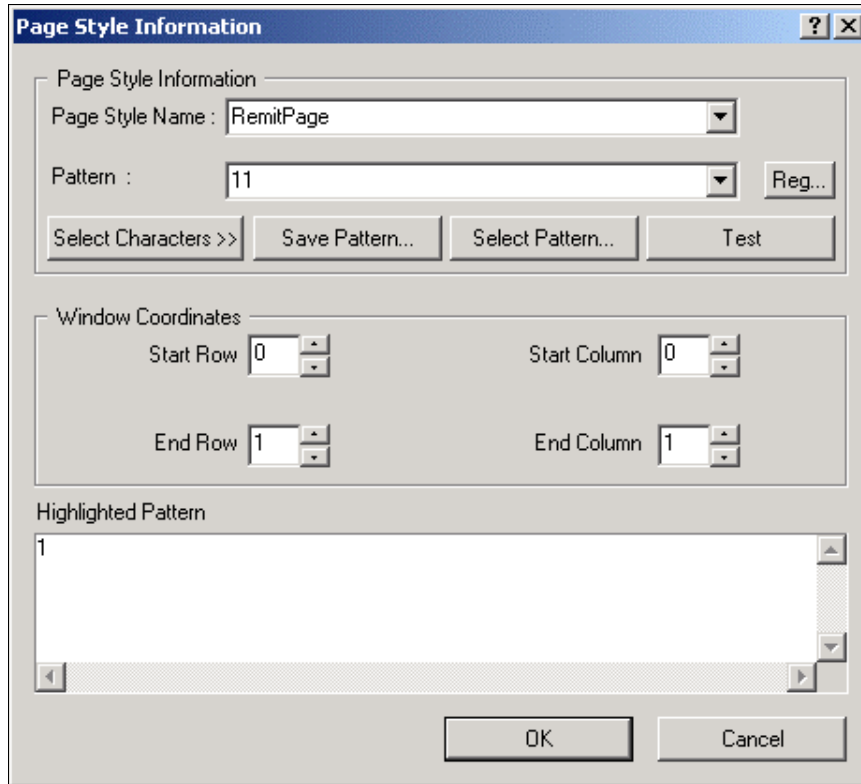 Page Style Information
Page Style Information
Page Style Name : RemitPage
Pattern : 11 Reg...
Select Characters >> Save Pattern... Select Pattern... Test
Window Coordinates
Start Row 0 Start Column 0
End Row 1 End Column 1
Highlighted Pattern
1
OK Cancel